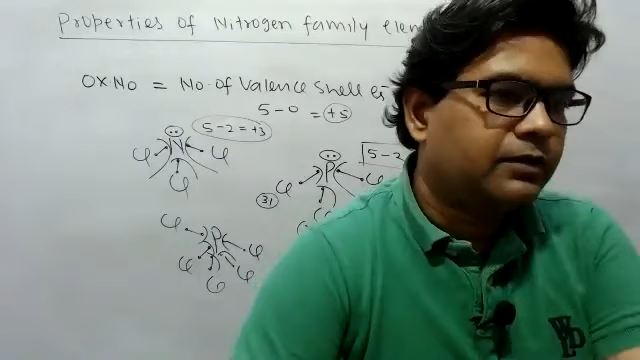 Properties of Nitrogen family
OX.NO = No. of Valence shell e⁻s
5-0 = +5
5-2=+3
N
Cl Cl
Cl
5-2
P
Cl Cl
31
Cl P Cl
Cl Cl
Cl